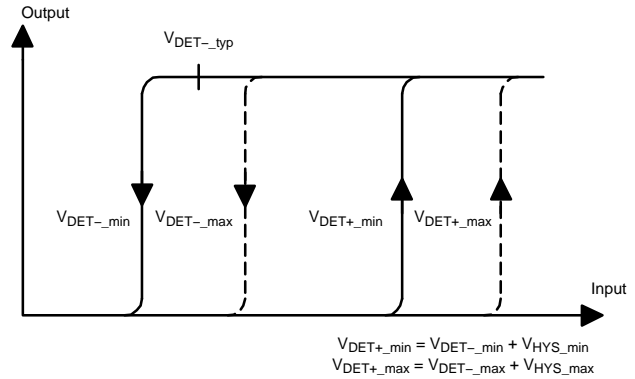 Output
VDET−_typ
VDET−_min
VDET−_max
VDET+_min
VDET+_max
Input
VDET+_min = VDET−_min + VHYS_min
VDET+_max = VDET−_max + VHYS_max